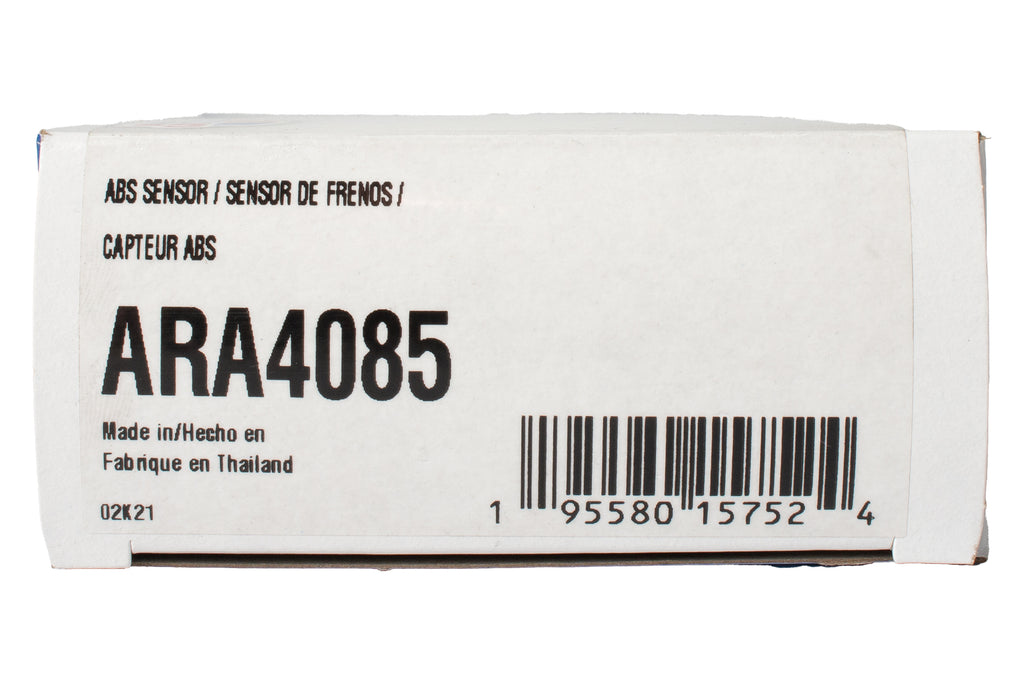 ABS SENSOR / SENSOR DE FRENOS /
CAPTEUR ABS
ARA4085
Made in/Hecho en
Fabrique en Thailand
02K21
1 95580 15752 4